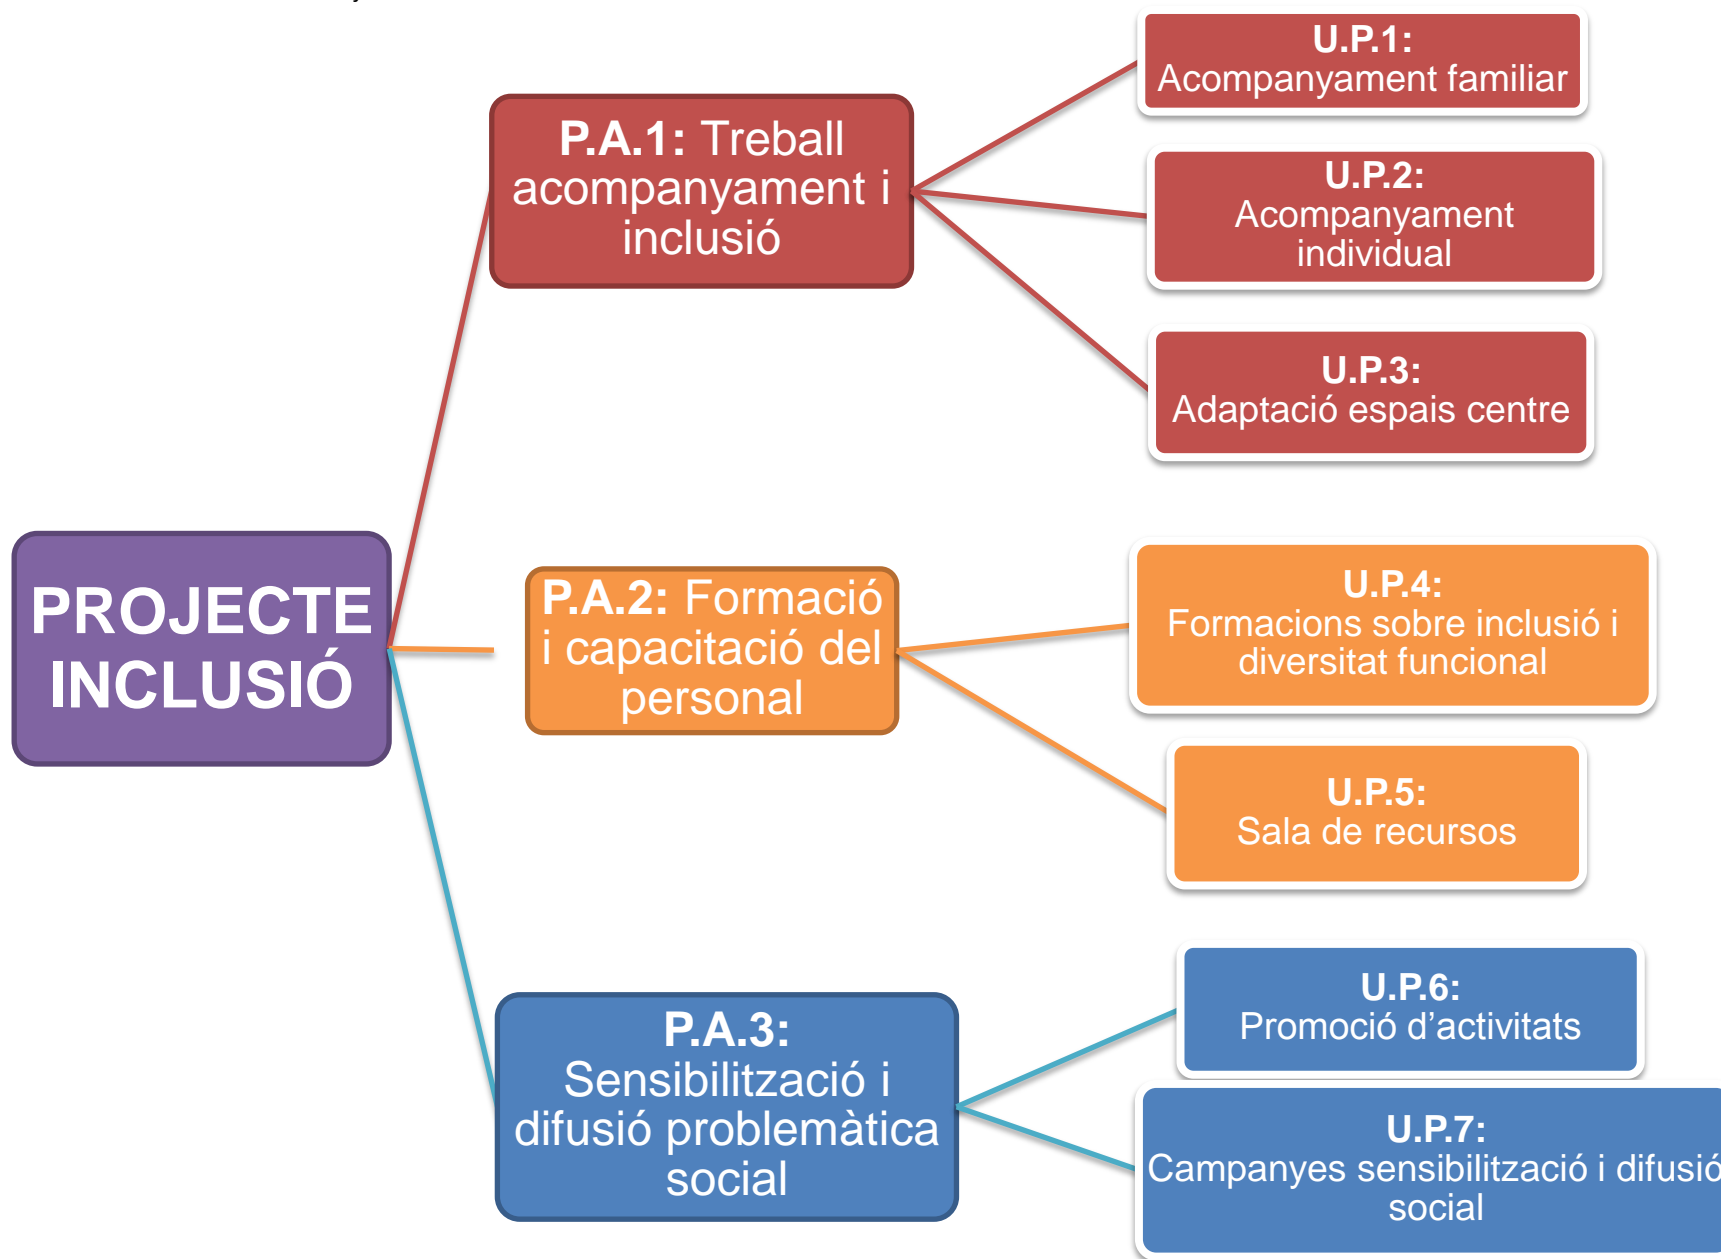 PROJECTE
INCLUSIÓ
P.A.1: Treball
acompanyament i
inclusió
U.P.1:
Acompanyament familiar
U.P.2:
Acompanyament
individual
U.P.3:
Adaptació espais centre
P.A.2: Formació
i capacitació del
personal
U.P.4:
Formacions sobre inclusió i
diversitat funcional
U.P.5:
Sala de recursos
P.A.3:
Sensibilització i
difusió problemàtica
social
U.P.6:
Promoció d’activitats
U.P.7:
Campanyes sensibilització i difusió
social